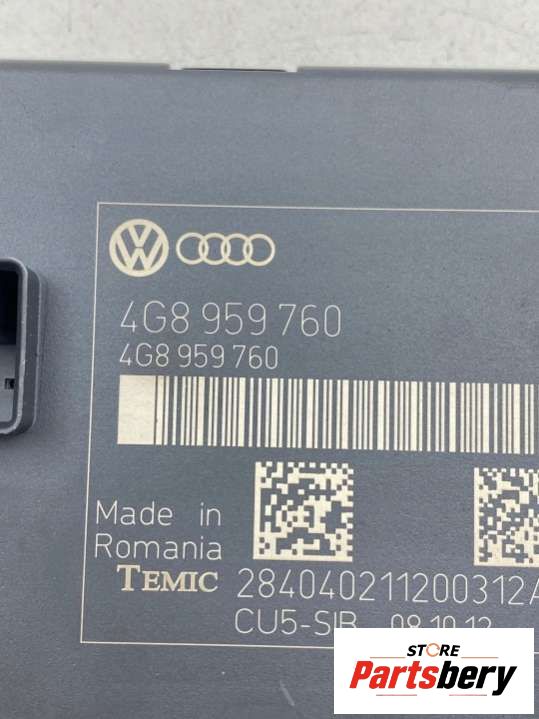 4G8 959 760
4G8 959 760
Made in
Romania
TEMIC 284040211200312A
CU5-SIB 08.10.12
STORE
Partsbery